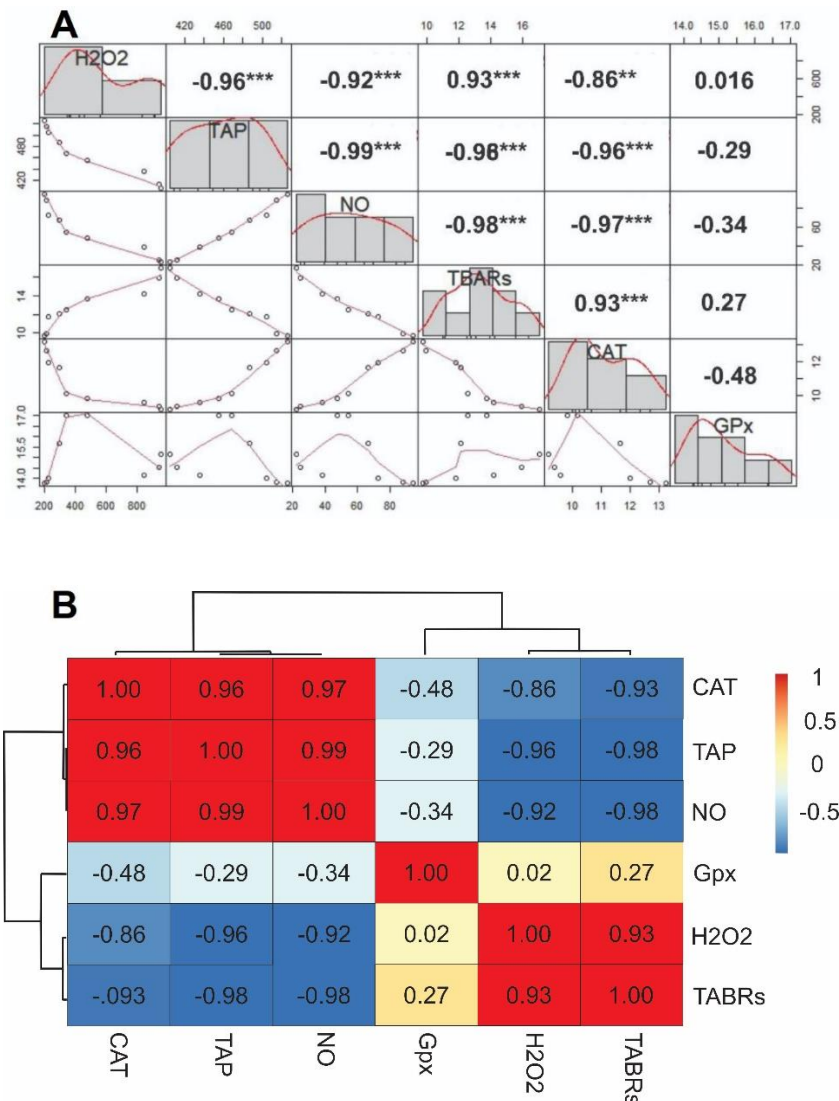 A
420 460 500 10 12 14 16 14.0 15.0 16.0 17.0
H2O2 -0.96*** -0.92*** 0.93*** -0.86** 0.016 200 600
420 480 TAP -0.99*** -0.98*** -0.96*** -0.29
NO -0.98*** -0.97*** -0.34 20 60
10 14 TBARs 0.93*** 0.27
CAT -0.48 10 12
14.0 15.5 17.0 GPx
200 400 600 800 20 40 60 80 10 11 12 13
B
1.00 0.96 0.97 -0.48 -0.86 -0.93 CAT
0.96 1.00 0.99 -0.29 -0.96 -0.98 TAP
0.97 0.99 1.00 -0.34 -0.92 -0.98 NO
-0.48 -0.29 -0.34 1.00 0.02 0.27 Gpx
-0.86 -0.96 -0.92 0.02 1.00 0.93 H2O2
-.093 -0.98 -0.98 0.27 0.93 1.00 TABRs
CAT TAP NO Gpx H2O2 TABRs
1
0.5
0
-0.5